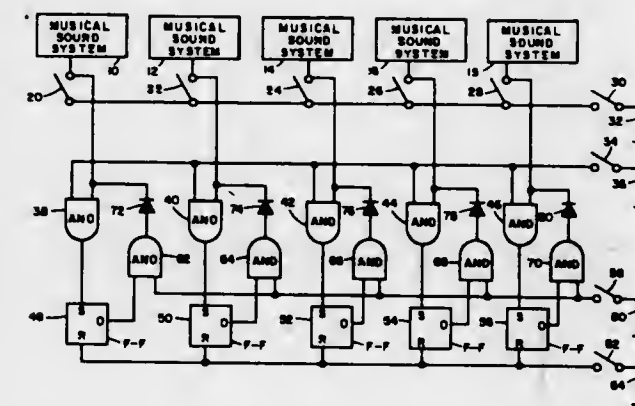 MUSICAL SOUND SYSTEM MUSICAL SOUND SYSTEM MUSICAL SOUND SYSTEM MUSICAL SOUND SYSTEM MUSICAL SOUND SYSTEM
10 12 14 16 19
20 22 24 26 28 30
32
34
36
38 AND 72 40 AND 74 42 AND 76 44 AND 78 46 AND 80
AND 62 64 AND 68 AND 69 AND 70 AND
58
60
48 S O R F-F 50 S O R F-F 52 S O R F-F 54 S O R F-F 56 S O R F-F
62
64